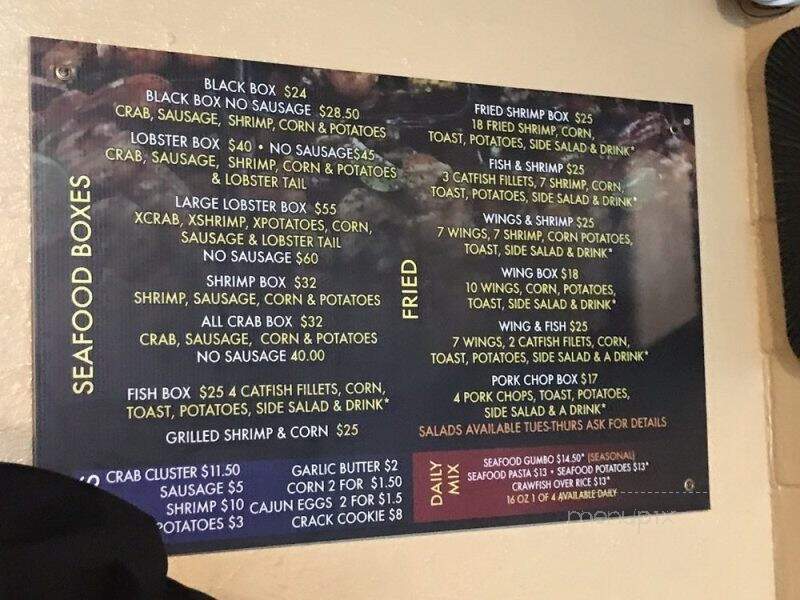 SEAFOOD BOXES
BLACK BOX $24
BLACK BOX NO SAUSAGE $28.50
CRAB, SAUSAGE, SHRIMP, CORN & POTATOES
LOBSTER BOX $40 • NO SAUSAGE$45
CRAB, SAUSAGE, SHRIMP, CORN & POTATOES
& LOBSTER TAIL
LARGE LOBSTER BOX $55
XCRAB, XSHRIMP, XPOTATOES, CORN,
SAUSAGE & LOBSTER TAIL
NO SAUSAGE $60
SHRIMP BOX $32
SHRIMP, SAUSAGE, CORN & POTATOES
ALL CRAB BOX $32
CRAB, SAUSAGE, CORN & POTATOES
NO SAUSAGE 40.00
FISH BOX $25 4 CATFISH FILLETS, CORN,
TOAST, POTATOES, SIDE SALAD & DRINK*
GRILLED SHRIMP & CORN $25
FRIED
FRIED SHRIMP BOX $25
18 FRIED SHRIMP, CORN,
TOAST, POTATOES, SIDE SALAD & DRINK*
FISH & SHRIMP $25
3 CATFISH FILLETS, 7 SHRIMP, CORN,
TOAST, POTATOES, SIDE SALAD & DRINK*
WINGS & SHRIMP $25
7 WINGS, 7 SHRIMP, CORN POTATOES,
TOAST, SIDE SALAD & DRINK*
WING BOX $18
10 WINGS, CORN, POTATOES,
TOAST, SIDE SALAD & DRINK*
WING & FISH $25
7 WINGS, 2 CATFISH FILETS, CORN,
TOAST, POTATOES, SIDE SALAD & A DRINK*
PORK CHOP BOX $17
4 PORK CHOPS, TOAST, POTATOES,
SIDE SALAD & A DRINK*
SALADS AVAILABLE TUES-THURS ASK FOR DETAILS
CRAB CLUSTER $11.50
SAUSAGE $5
SHRIMP $10
POTATOES $3
GARLIC BUTTER $2
CORN 2 FOR $1.50
CAJUN EGGS 2 FOR $1.5
CRACK COOKIE $8
DAILY
MIX
SEAFOOD GUMBO $14.50* (SEASONAL)
SEAFOOD PASTA $13 • SEAFOOD POTATOES $13*
CRAWFISH OVER RICE $13*
16 OZ 1 OF 4 AVAILABLE DAILY
menupix